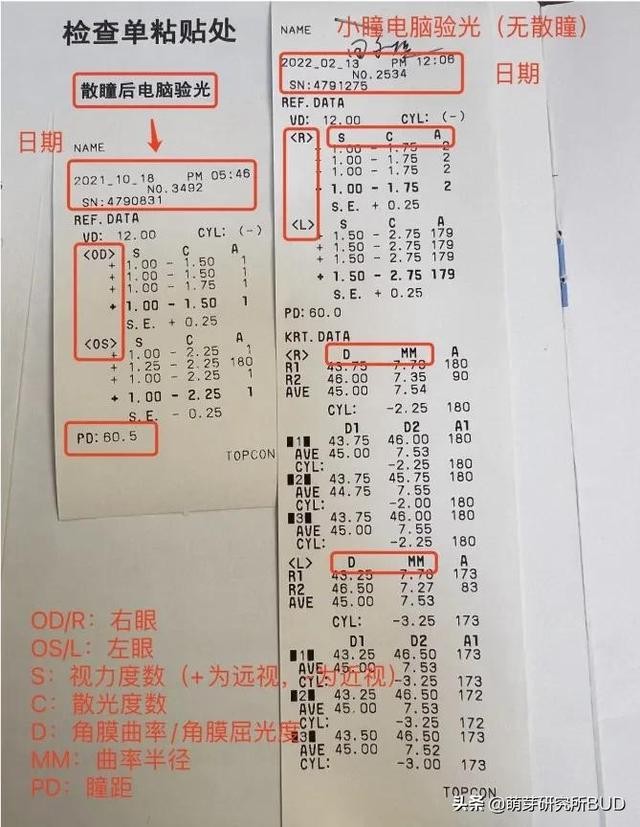 检查单粘贴处
散瞳后电脑验光
日期
NAME
2021_10_18 PM 05:46
NO.3492
SN:4790831
REF.DATA
VD: 12.00 CYL: (-)
<OD> S C A
+ 1.00 - 1.50 1
+ 1.00 - 1.50 1
+ 1.00 - 1.75 1
+ 1.00 - 1.50 1
S.E. + 0.25
<OS> S C A
+ 1.00 - 2.25 1
+ 1.25 - 2.25 180
+ 1.00 - 2.25 1
+ 1.00 - 2.25 1
S.E. - 0.25
PD:60.5
TOPCON
小瞳电脑验光（无散瞳）
NAME
日期
2022_02_13 PM 12:06
NO.2534
SN:4791275
REF.DATA
VD: 12.00 CYL: (-)
<R> S C A
+ 1.00 - 1.75 2
+ 1.00 - 1.75 2
+ 1.00 - 1.75 2
+ 1.00 - 1.75 2
S.E. + 0.25
<L> S C A
+ 1.50 - 2.75 179
+ 1.50 - 2.75 179
+ 1.50 - 2.75 179
+ 1.50 - 2.75 179
S.E. + 0.25
PD:60.0
KRT.DATA
<R> D MM A
R1 43.75 7.70 180
R2 46.00 7.35 90
AVE 45.00 7.54
CYL: -2.25 180
D1 D2 A1
1 43.75 46.00 180
AVE 45.00 7.53
CYL: -2.25 180
2 43.75 45.75 180
AVE 44.75 7.55
CYL: -2.00 180
3 43.75 46.00 180
AVE 45.00 7.55
CYL: -2.25 180
<L> D MM A
R1 43.25 7.78 173
R2 46.50 7.27 83
AVE 45.00 7.53
CYL: -3.25 173
D1 D2 A1
1 43.25 46.50 173
AVE 45.00 7.53
CYL: -3.25 173
2 43.25 46.50 172
AVE 45.00 7.53
CYL: -3.25 172
3 43.50 46.50 173
AVE 45.00 7.52
CYL: -3.00 173
TOPCON
OD/R：右眼
OS/L：左眼
S：视力度数（+为远视，-为近视）
C：散光度数
D：角膜曲率/角膜屈光度
MM：曲率半径
PD：瞳距
头条 @萌芽研究所BUD